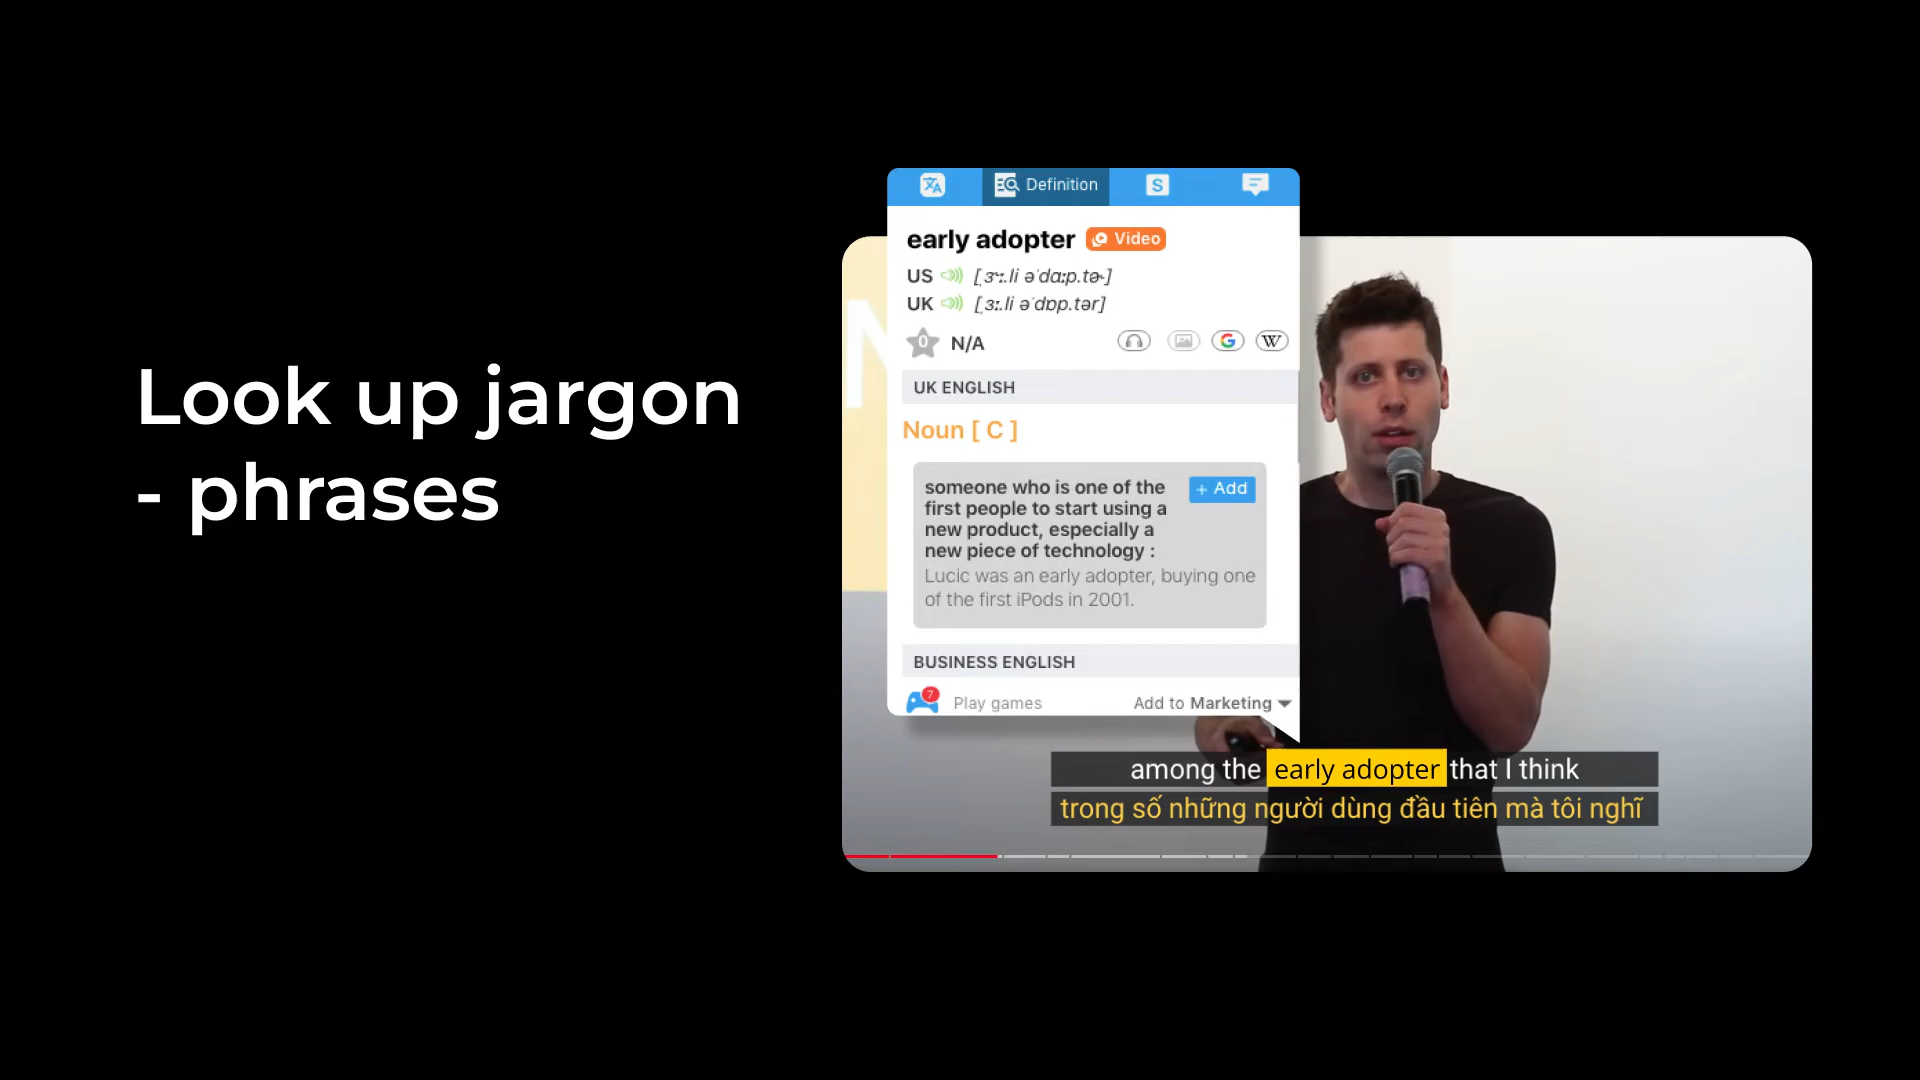 Look up jargon
- phrases
Definition
early adopter
Video
US [ˌɝː.li əˈdɑːp.tɚ]
UK [ˌɜː.li əˈdɒp.tər]
0 N/A
G W
UK ENGLISH
Noun [ C ]
someone who is one of the
first people to start using a
new product, especially a
new piece of technology :
+ Add
Lucic was an early adopter, buying one
of the first iPods in 2001.
BUSINESS ENGLISH
7 Play games
Add to Marketing
among the early adopter that I think
trong số những người dùng đầu tiên mà tôi nghĩ